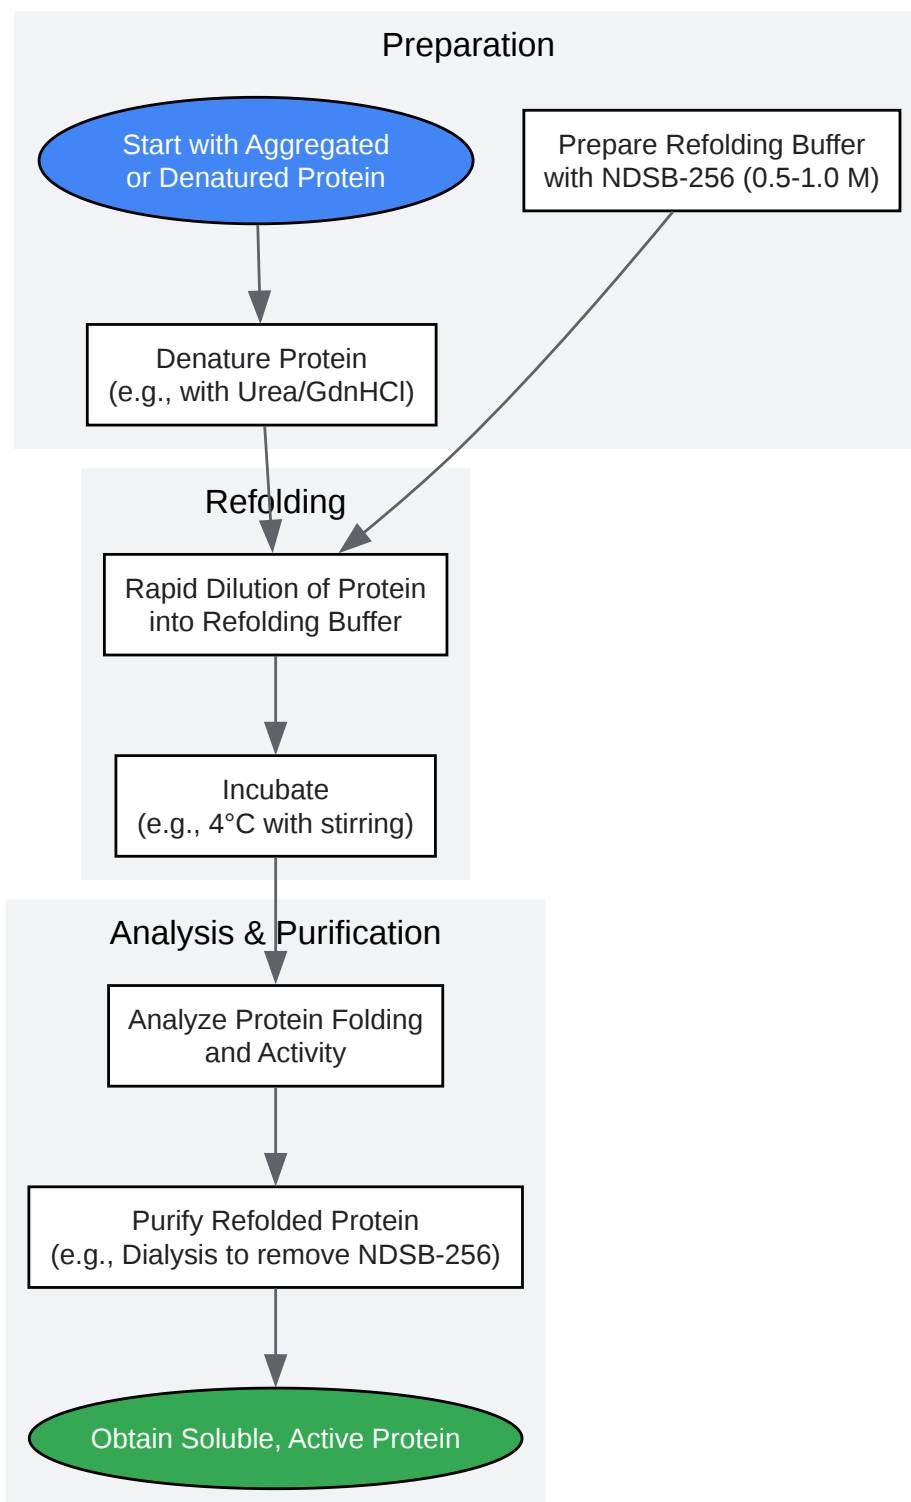 Preparation
Start with Aggregated
or Denatured Protein
Prepare Refolding Buffer
with NDSB-256 (0.5-1.0 M)
Denature Protein
(e.g., with Urea/GdnHCl)
Refolding
Rapid Dilution of Protein
into Refolding Buffer
Incubate
(e.g., 4°C with stirring)
Analysis & Purification
Analyze Protein Folding
and Activity
Purify Refolded Protein
(e.g., Dialysis to remove NDSB-256)
Obtain Soluble, Active Protein